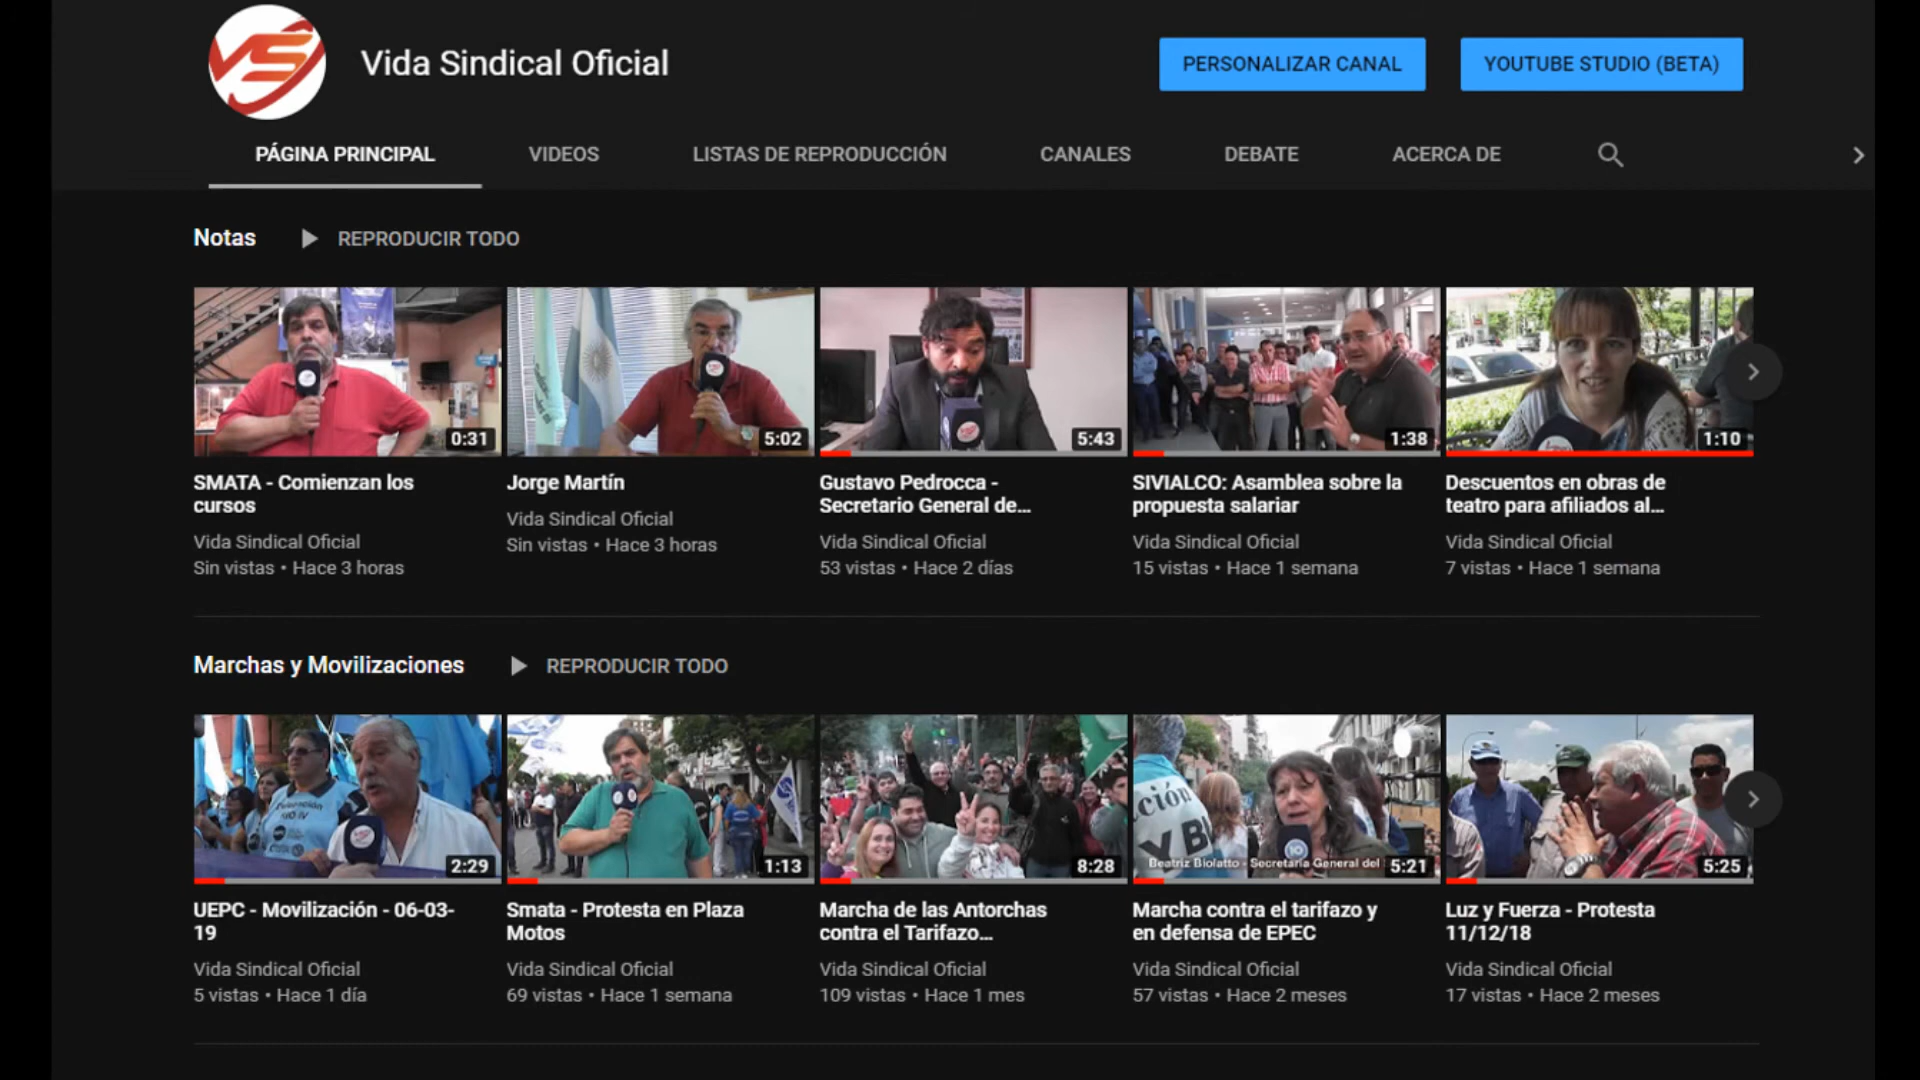 Vida Sindical Oficial
PERSONALIZAR CANAL
YOUTUBE STUDIO (BETA)
PÁGINA PRINCIPAL
VIDEOS
LISTAS DE REPRODUCCIÓN
CANALES
DEBATE
ACERCA DE
Notas
REPRODUCIR TODO
0:31
5:02
5:43
1:38
1:10
SMATA - Comienzan los
cursos
Vida Sindical Oficial
Sin vistas • Hace 3 horas
Jorge Martín
Vida Sindical Oficial
Sin vistas • Hace 3 horas
Gustavo Pedrocca -
Secretario General de...
Vida Sindical Oficial
53 vistas • Hace 2 días
SIVIALCO: Asamblea sobre la
propuesta salariar
Vida Sindical Oficial
15 vistas • Hace 1 semana
Descuentos en obras de
teatro para afiliados al...
Vida Sindical Oficial
7 vistas • Hace 1 semana
Marchas y Movilizaciones
REPRODUCIR TODO
2:29
1:13
8:28
ción
Y BI
Beatriz Biolatto - Secretaria General del
5:21
5:25
UEPC - Movilización - 06-03-
19
Vida Sindical Oficial
5 vistas • Hace 1 día
Smata - Protesta en Plaza
Motos
Vida Sindical Oficial
69 vistas • Hace 1 semana
Marcha de las Antorchas
contra el Tarifazo...
Vida Sindical Oficial
109 vistas • Hace 1 mes
Marcha contra el tarifazo y
en defensa de EPEC
Vida Sindical Oficial
57 vistas • Hace 2 meses
Luz y Fuerza - Protesta
11/12/18
Vida Sindical Oficial
17 vistas • Hace 2 meses